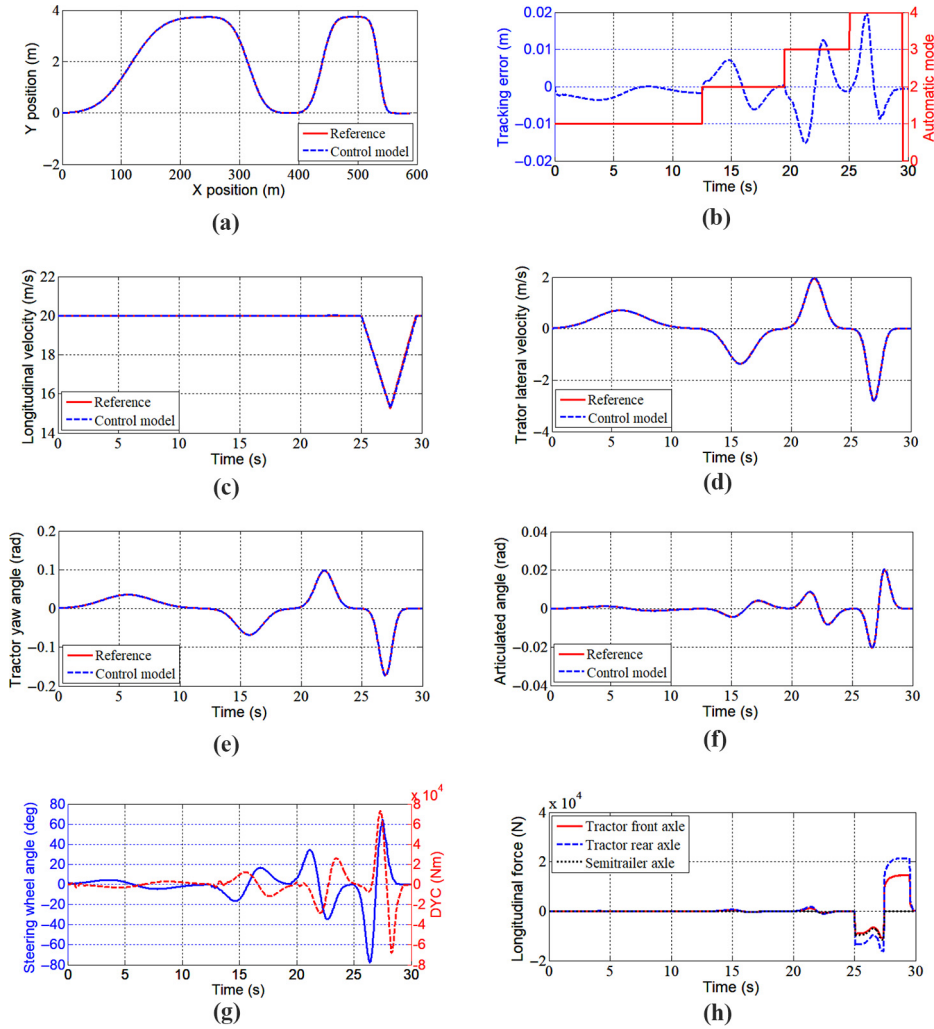 4
2
0
−2
Y position (m)
Reference
Control model
0 100 200 300 400 500 600
X position (m)
(a)
0.02
0.01
0
−0.01
−0.02
Tracking error (m)
4
3
2
1
0
Automatic mode
0 5 10 15 20 25 30
Time (s)
(b)
22
20
18
16
14
Longitudinal velocity (m/s)
Reference
Control model
0 5 10 15 20 25 30
Time (s)
(c)
2
0
−2
−4
Trator lateral velocity (m/s)
Reference
Control model
0 5 10 15 20 25 30
Time (s)
(d)
0.2
0.1
0
−0.1
−0.2
Tractor yaw angle (rad)
Reference
Control model
0 5 10 15 20 25 30
Time (s)
(e)
0.04
0.02
0
−0.02
−0.04
Articulated angle (rad)
Reference
Control model
0 5 10 15 20 25 30
Time (s)
(f)
80
60
40
20
0
−20
−40
−60
−80
Steering wheel angle (deg)
x 10⁴
8
6
4
2
0
−2
−4
−6
−8
DYC (Nm)
0 5 10 15 20 25 30
Time (s)
(g)
x 10⁴
4
2
0
−2
Longitudinal force (N)
Tractor front axle
Tractor rear axle
Semitrailer axle
0 5 10 15 20 25 30
Time (s)
(h)